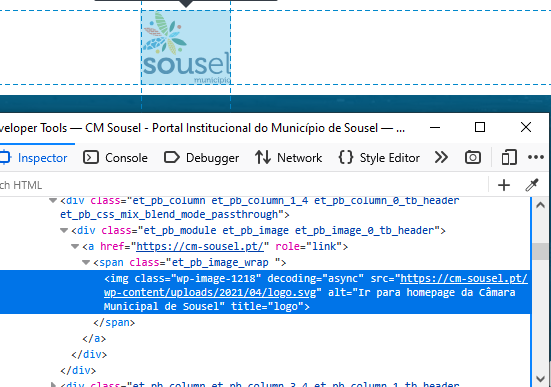 sousel
município
veloper Tools — CM Sousel - Portal Institucional do Município de Sousel — ...
Inspector
Console
Debugger
Network
Style Editor
ch HTML
<div class="et_pb_column et_pb_column_1_4 et_pb_column_0_tb_header
et_pb_css_mix_blend_mode_passthrough">
<div class="et_pb_module et_pb_image et_pb_image_0_tb_header">
<a href="https://cm-sousel.pt/" role="link">
<span class="et_pb_image_wrap ">
<img class="wp-image-1218" decoding="async" src="https://cm-sousel.pt/
wp-content/uploads/2021/04/logo.svg" alt="Ir para homepage da Câmara
Municipal de Sousel" title="logo">
</span>
</a>
</div>
</div>